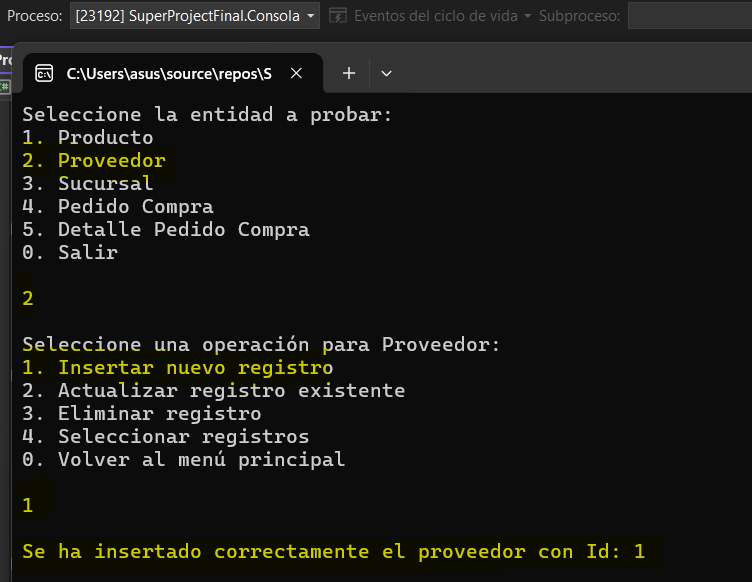 Proceso: [23192] SuperProjectFinal.Consola Eventos del ciclo de vida Subproceso:
C:\Users\asus\source\repos\S
Seleccione la entidad a probar:
1. Producto
2. Proveedor
3. Sucursal
4. Pedido Compra
5. Detalle Pedido Compra
0. Salir
2
Seleccione una operación para Proveedor:
1. Insertar nuevo registro
2. Actualizar registro existente
3. Eliminar registro
4. Seleccionar registros
0. Volver al menú principal
1
Se ha insertado correctamente el proveedor con Id: 1